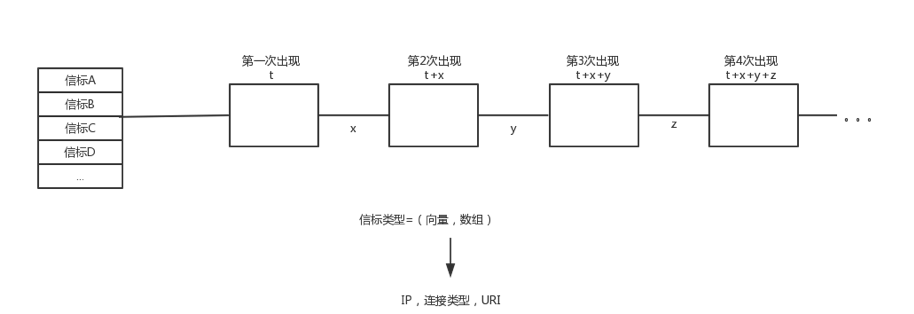 第一次出现
t
第2次出现
t+x
第3次出现
t+x+y
第4次出现
t+x+y+z
信标A
信标B
信标C
信标D
...
x
y
z
。。。
信标类型=（向量，数组）
IP，连接类型，URI